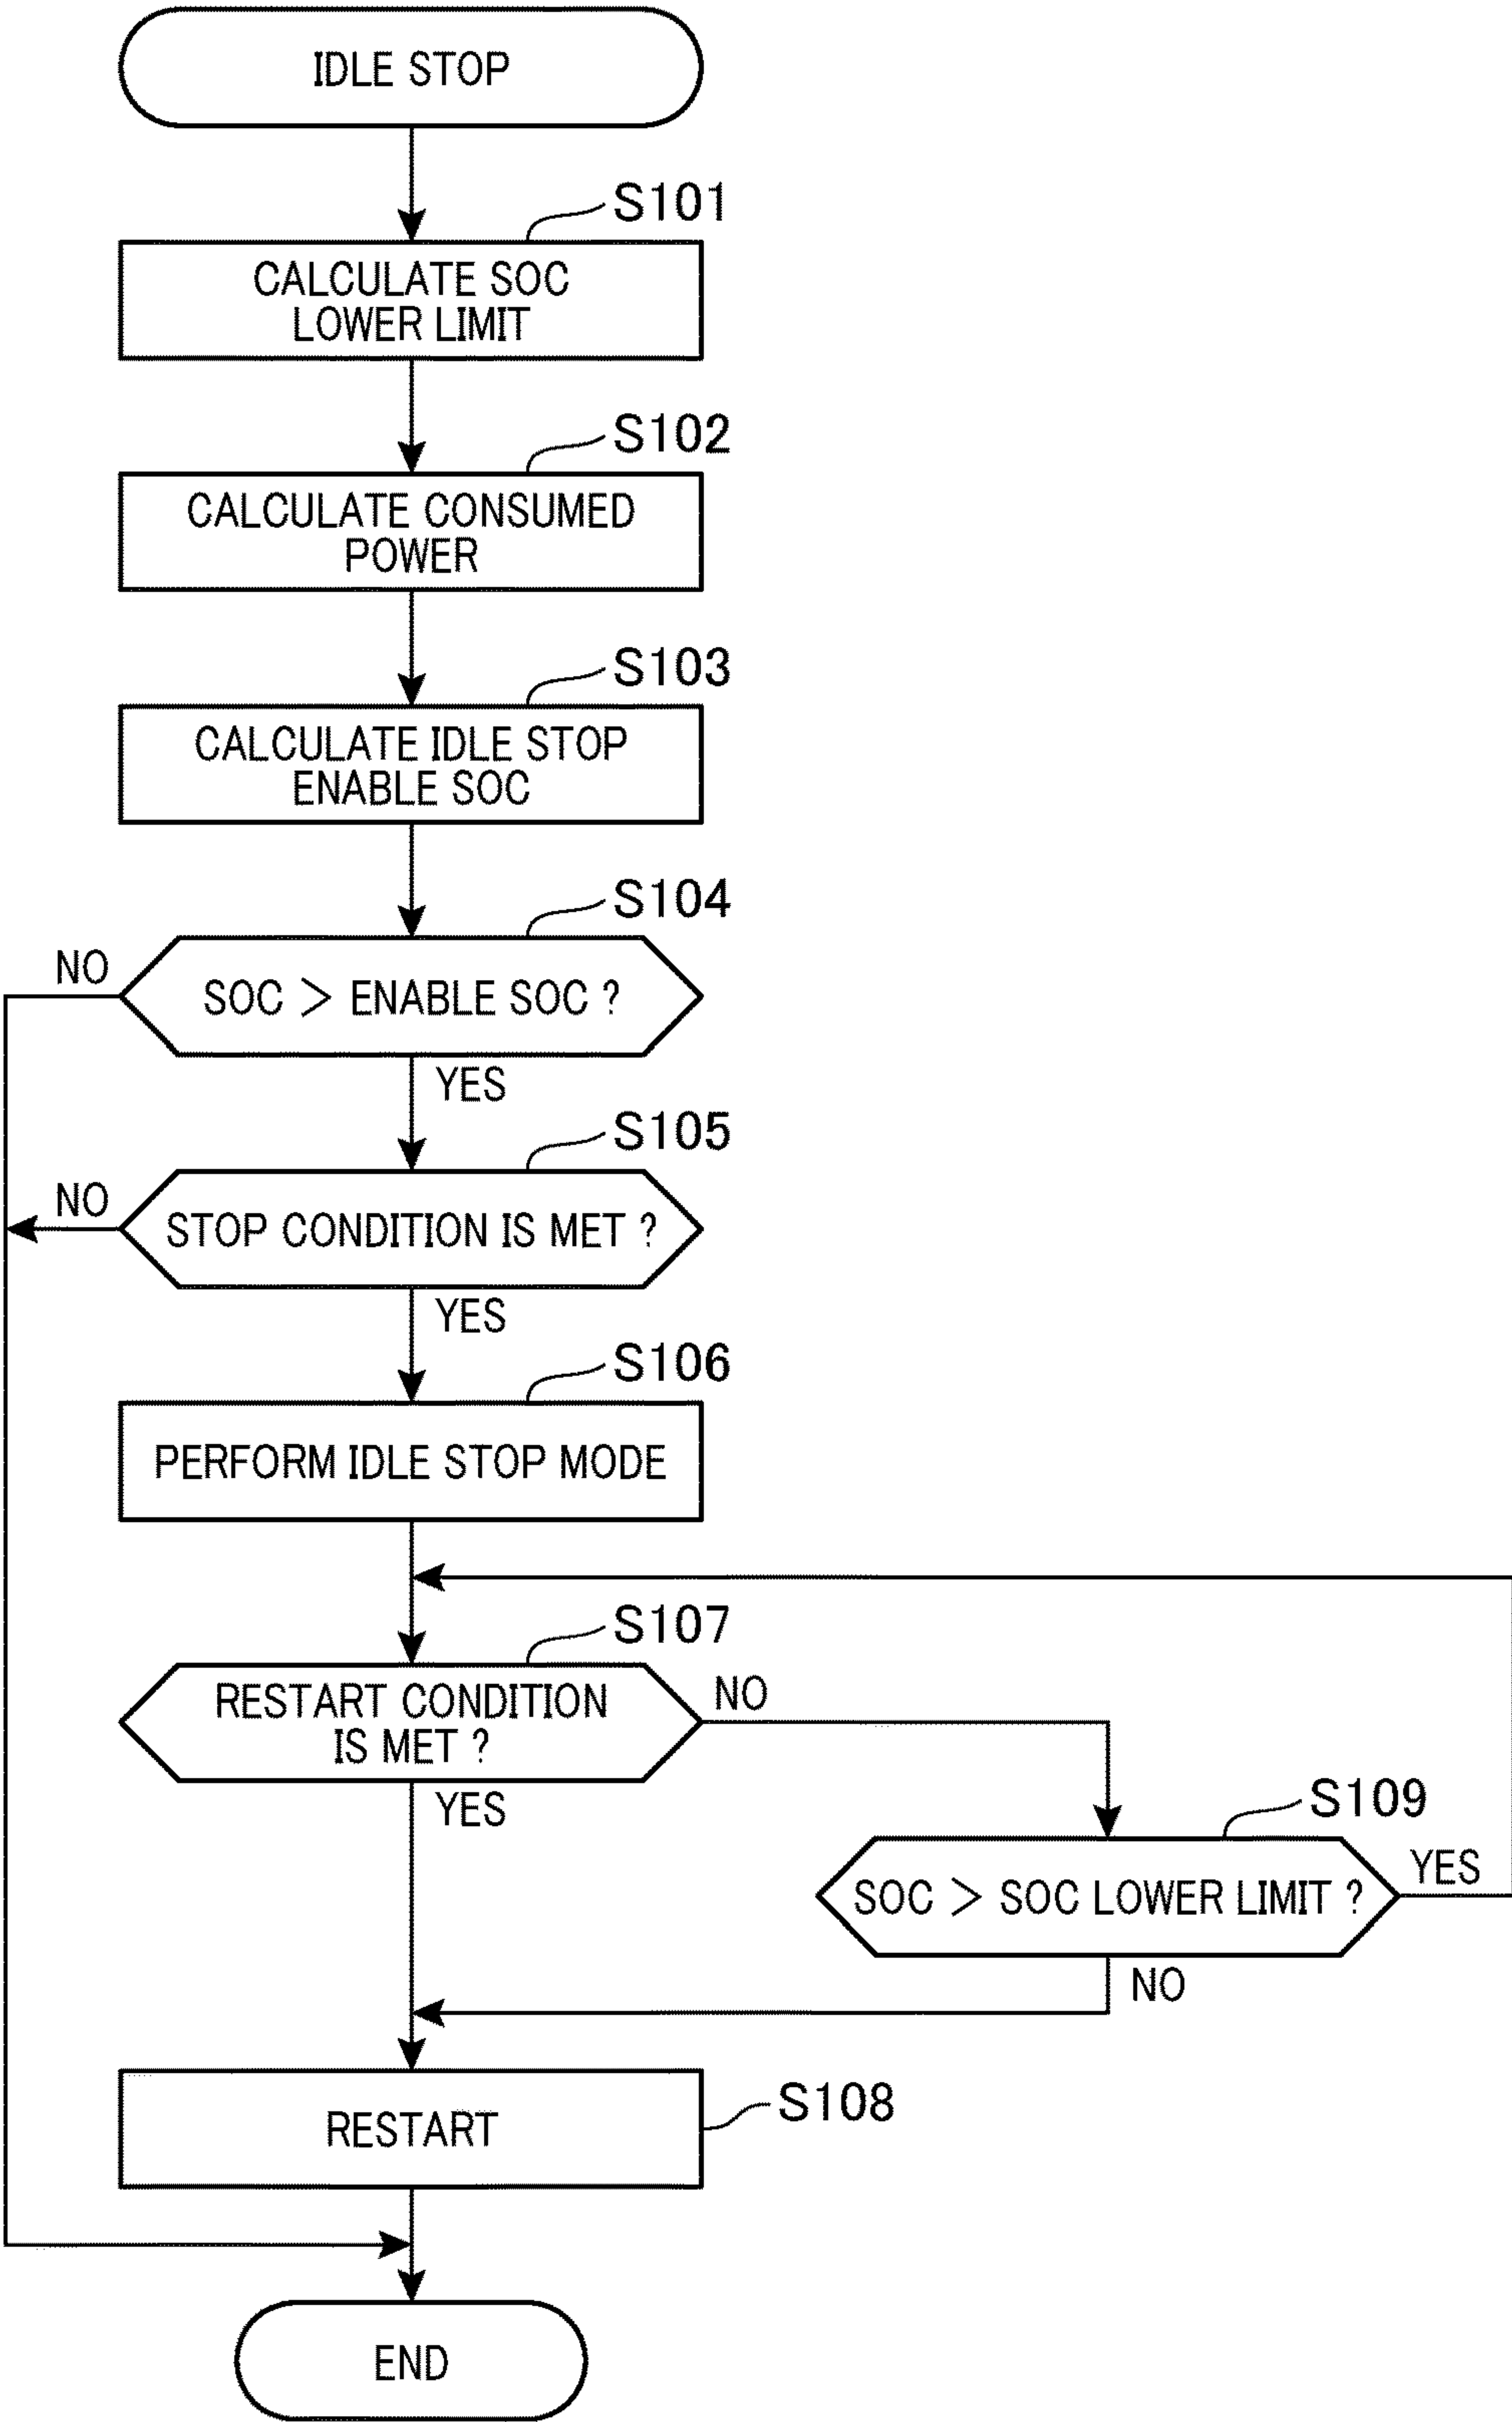 IDLE STOP
S101
CALCULATE SOC
LOWER LIMIT
S102
CALCULATE CONSUMED
POWER
S103
CALCULATE IDLE STOP
ENABLE SOC
S104
NO
SOC > ENABLE SOC ?
YES
S105
NO
STOP CONDITION IS MET ?
YES
S106
PERFORM IDLE STOP MODE
S107
RESTART CONDITION
IS MET ?
NO
YES
S109
SOC > SOC LOWER LIMIT ?
YES
NO
S108
RESTART
END